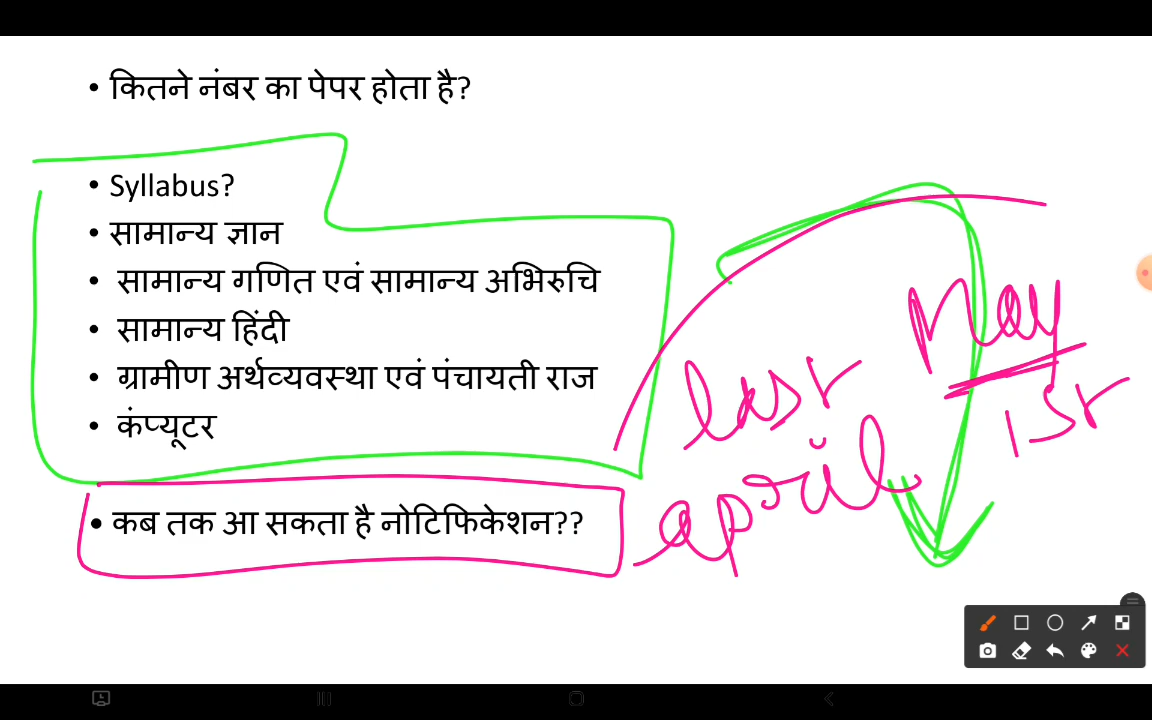 • कितने नंबर का पेपर होता है?
• Syllabus?
• सामान्य ज्ञान
• सामान्य गणित एवं सामान्य अभिरुचि
• सामान्य हिंदी
• ग्रामीण अर्थव्यवस्था एवं पंचायती राज
• कंप्यूटर
• कब तक आ सकता है नोटिफिकेशन??
last
april
May
1st